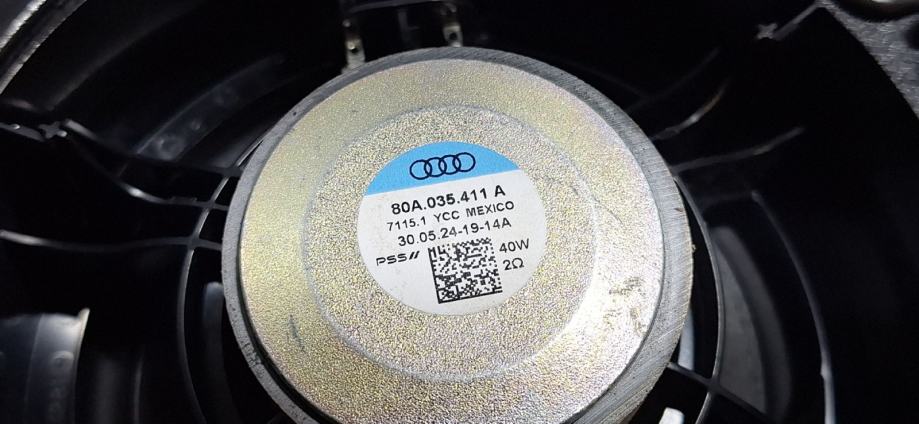 80A.035.411 A
7115.1 YCC MEXICO
30.05.24-19-14A
PSS// 40W
2Ω